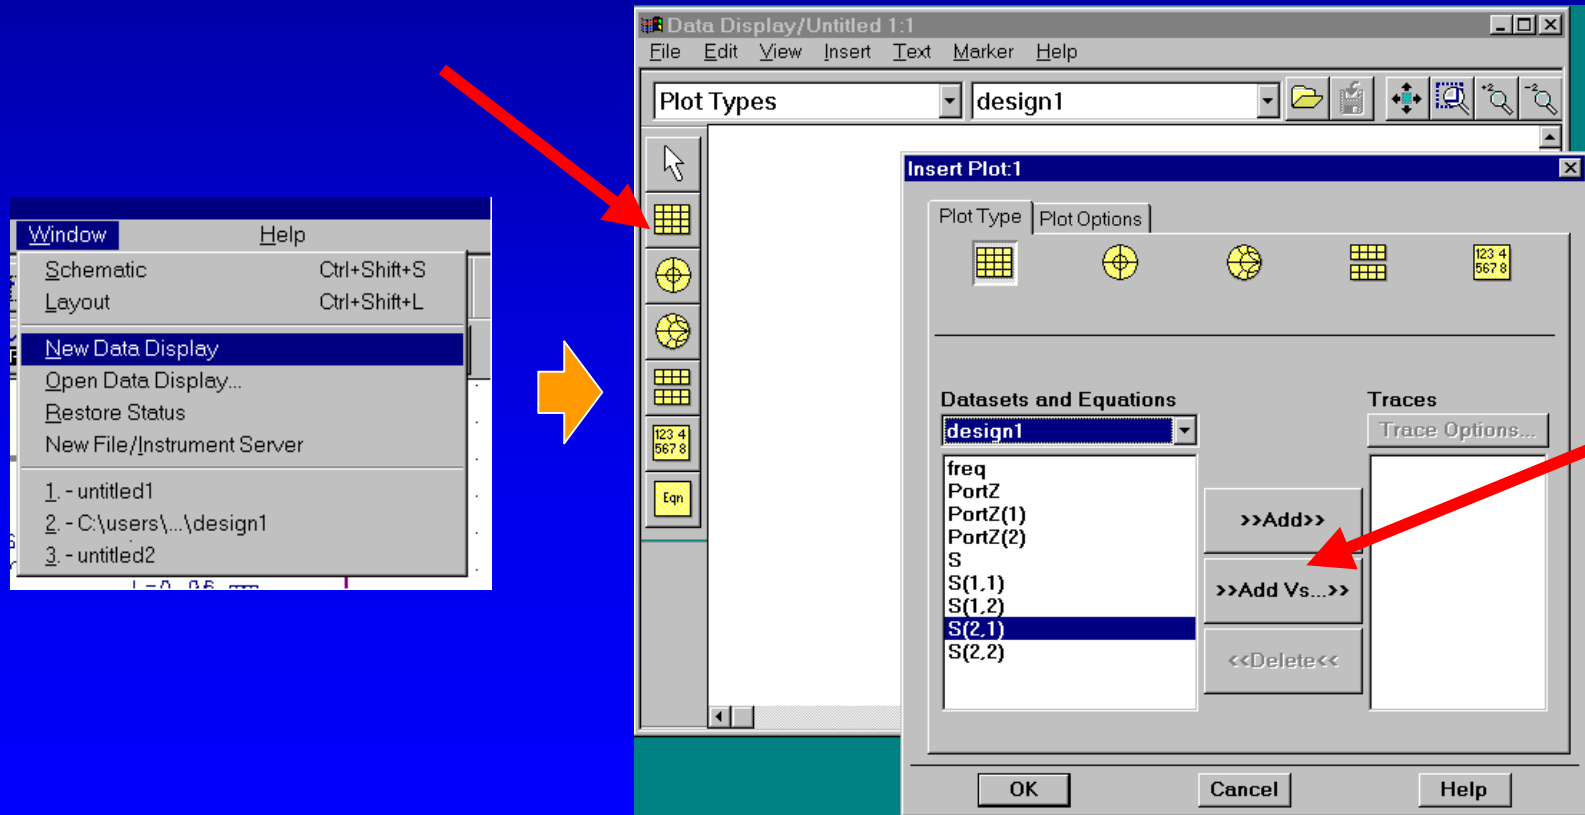 Window Help
Schematic Ctrl+Shift+S
Layout Ctrl+Shift+L
New Data Display
Open Data Display...
Restore Status
New File/Instrument Server
1. - untitled1
2. - C:\users\...\design1
3. - untitled2
Data Display/Untitled 1:1
File Edit View Insert Text Marker Help
Plot Types design1
+2 -2
123 4
567 8
Eqn
Insert Plot:1
Plot Type Plot Options
123 4
567 8
Datasets and Equations
design1
freq
PortZ
PortZ(1)
PortZ(2)
S
S(1,1)
S(1,2)
S(2,1)
S(2,2)
>>Add>>
>>Add Vs...>>
<<Delete<<
Traces
Trace Options...
OK Cancel Help